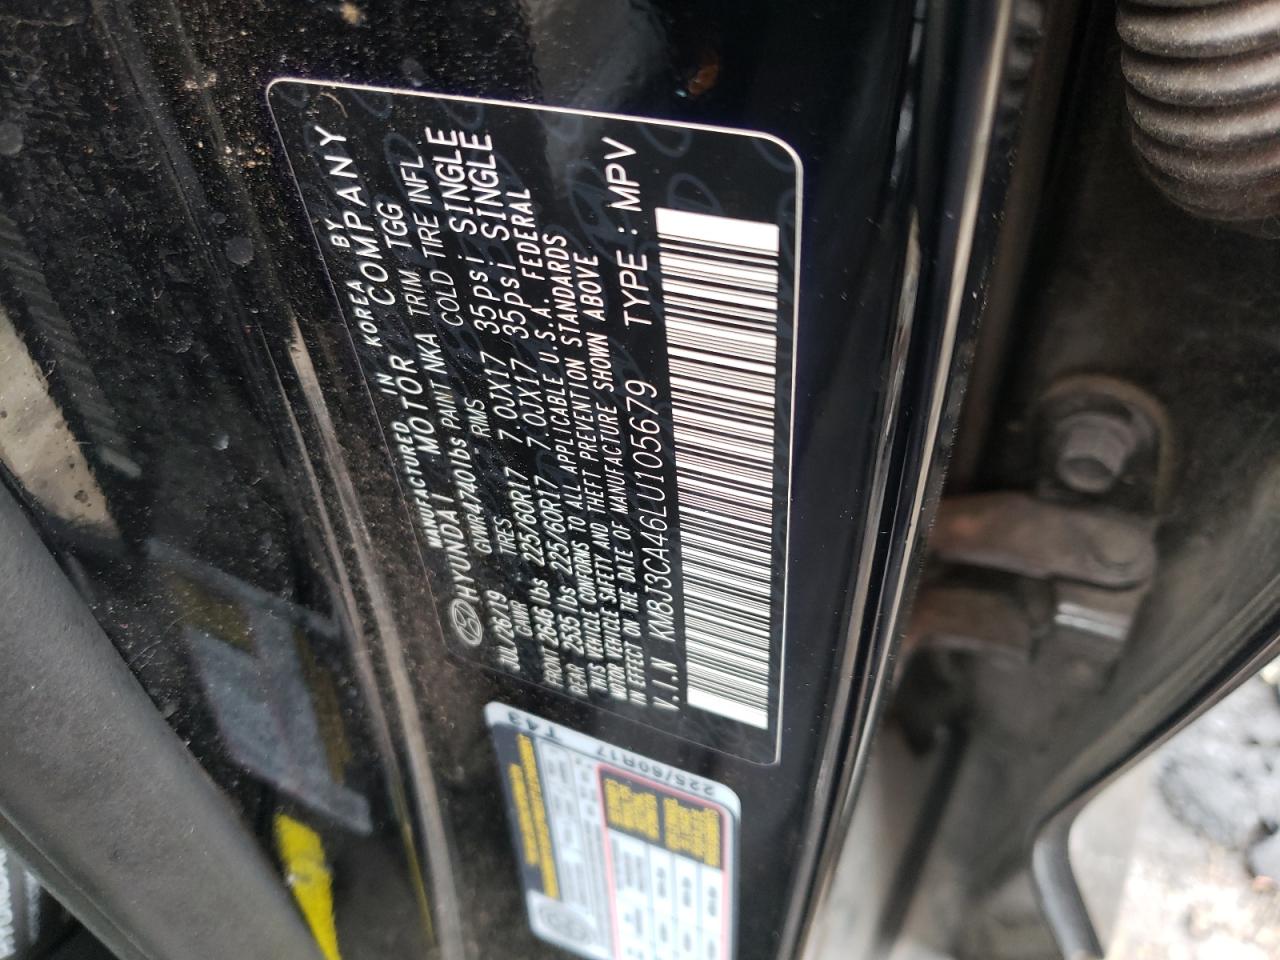 MANUFACTURED IN KOREA BY
HYUNDAI MOTOR COMPANY
JUL/26/19 GVWR 4740lbs PAINT NKA TRIM TGG
GAWR TIRES RIMS COLD TIRE INFL
FRONT 2646 lbs 225/60R17 7.0JX17 35psi SINGLE
REAR 2535 lbs 225/60R17 7.0JX17 35psi SINGLE
THIS VEHICLE CONFORMS TO ALL APPLICABLE U.S.A. FEDERAL
MOTOR VEHICLE SAFETY AND THEFT PREVENTION STANDARDS
IN EFFECT ON THE DATE OF MANUFACTURE SHOWN ABOVE
V.I.N KM8J3CA46LU105679 TYPE : MPV
225/60R17
T43